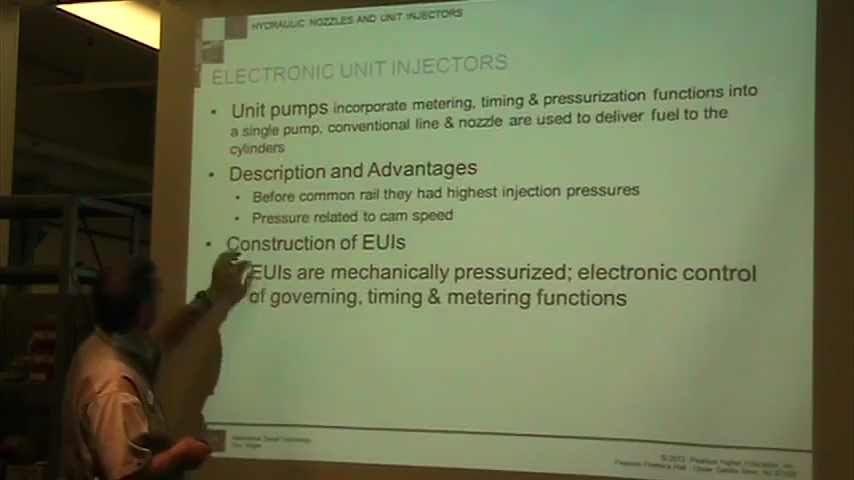 HYDRAULIC NOZZLES AND UNIT INJECTORS
ELECTRONIC UNIT INJECTORS
• Unit pumps incorporate metering, timing & pressurization functions into
a single pump, conventional line & nozzle are used to deliver fuel to the
cylinders
• Description and Advantages
• Before common rail they had highest injection pressures
• Pressure related to cam speed
• Construction of EUIs
EUIs are mechanically pressurized; electronic control
of governing, timing & metering functions
Pearson Higher Education, Inc.
Pearson Prentice Hall - Upper Saddle River, NJ